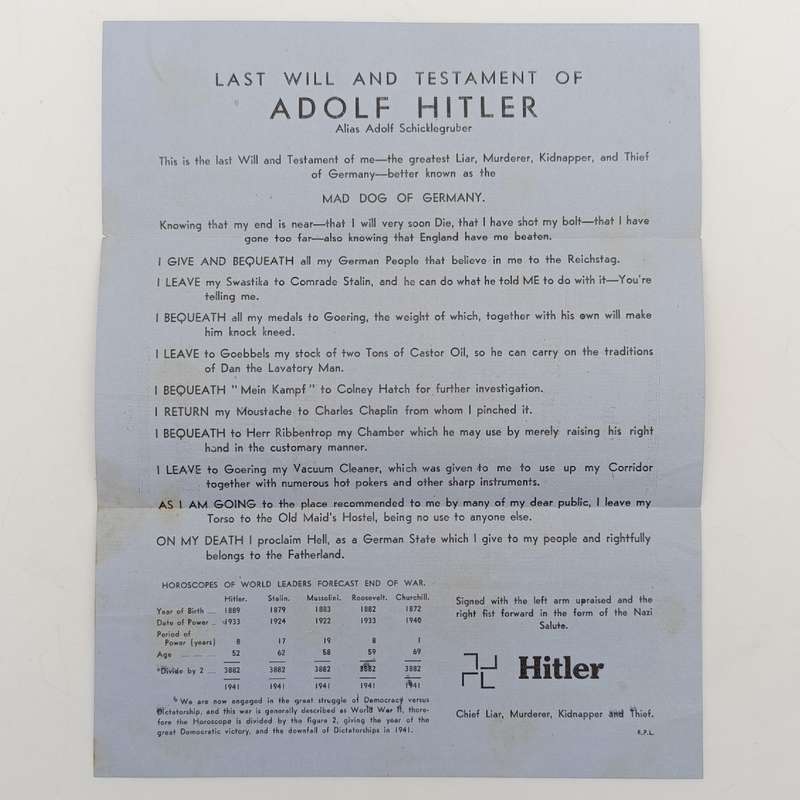 LAST WILL AND TESTAMENT OF
ADOLF HITLER
Alias Adolf Schicklegruber
This is the last Will and Testament of me—the greatest Liar, Murderer, Kidnapper, and Thief
of Germany—better known as the
MAD DOG OF GERMANY.
Knowing that my end is near—that I will very soon Die, that I have shot my bolt—that I have
gone too far—also knowing that England have me beaten.
I GIVE AND BEQUEATH all my German People that believe in me to the Reichstag.
I LEAVE my Swastika to Comrade Stalin, and he can do what he told ME to do with it—You're
telling me.
I BEQUEATH all my medals to Goering, the weight of which, together with his own will make
him knock kneed.
I LEAVE to Goebbels my stock of two Tons of Castor Oil, so he can carry on the traditions
of Dan the Lavatory Man.
I BEQUEATH "Mein Kampf" to Colney Hatch for further investigation.
I RETURN my Moustache to Charles Chaplin from whom I pinched it.
I BEQUEATH to Herr Ribbentrop my Chamber which he may use by merely raising his right
hand in the customary manner.
I LEAVE to Goering my Vacuum Cleaner, which was given to me to use up my Corridor
together with numerous hot pokers and other sharp instruments.
AS I AM GOING to the place recommended to me by many of my dear public, I leave my
Torso to the Old Maid's Hostel, being no use to anyone else.
ON MY DEATH I proclaim Hell, as a German State which I give to my people and rightfully
belongs to the Fatherland.
HOROSCOPES OF WORLD LEADERS FORECAST END OF WAR.
Hitler. Stalin. Mussolini. Roosevelt. Churchill.
Year of Birth ... 1889 1879 1883 1882 1872
Date of Power .. 1933 1924 1922 1933 1940
Period of
Power (years) 8 17 19 8 1
Age ... ... ... 52 62 58 59 69
*Divide by 2 ... 3882 3882 3882 3882 3882
1941 1941 1941 1941 1941
* We are now engaged in the great struggle of Democracy versus
Dictatorship, and this war is generally described as World War II, there-
fore the Horoscope is divided by the figure 2, giving the year of the
great Democratic victory, and the downfall of Dictatorships in 1941.
Signed with the left arm upraised and the
right fist forward in the form of the Nazi
Salute.
Hitler
Chief Liar, Murderer, Kidnapper and Thief.
R.P.L.